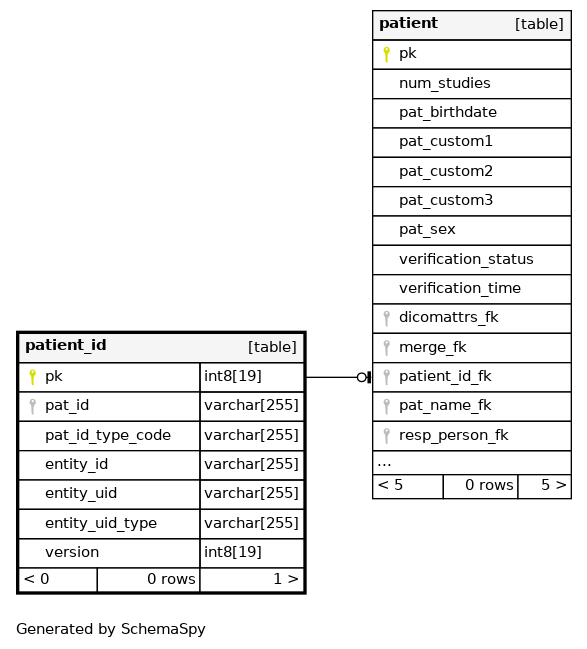 patient [table]
pk
num_studies
pat_birthdate
pat_custom1
pat_custom2
pat_custom3
pat_sex
verification_status
verification_time
dicomattrs_fk
merge_fk
patient_id_fk
pat_name_fk
resp_person_fk
...
< 5 0 rows 5 >
patient_id [table]
pk int8[19]
pat_id varchar[255]
pat_id_type_code varchar[255]
entity_id varchar[255]
entity_uid varchar[255]
entity_uid_type varchar[255]
version int8[19]
< 0 0 rows 1 >
Generated by SchemaSpy